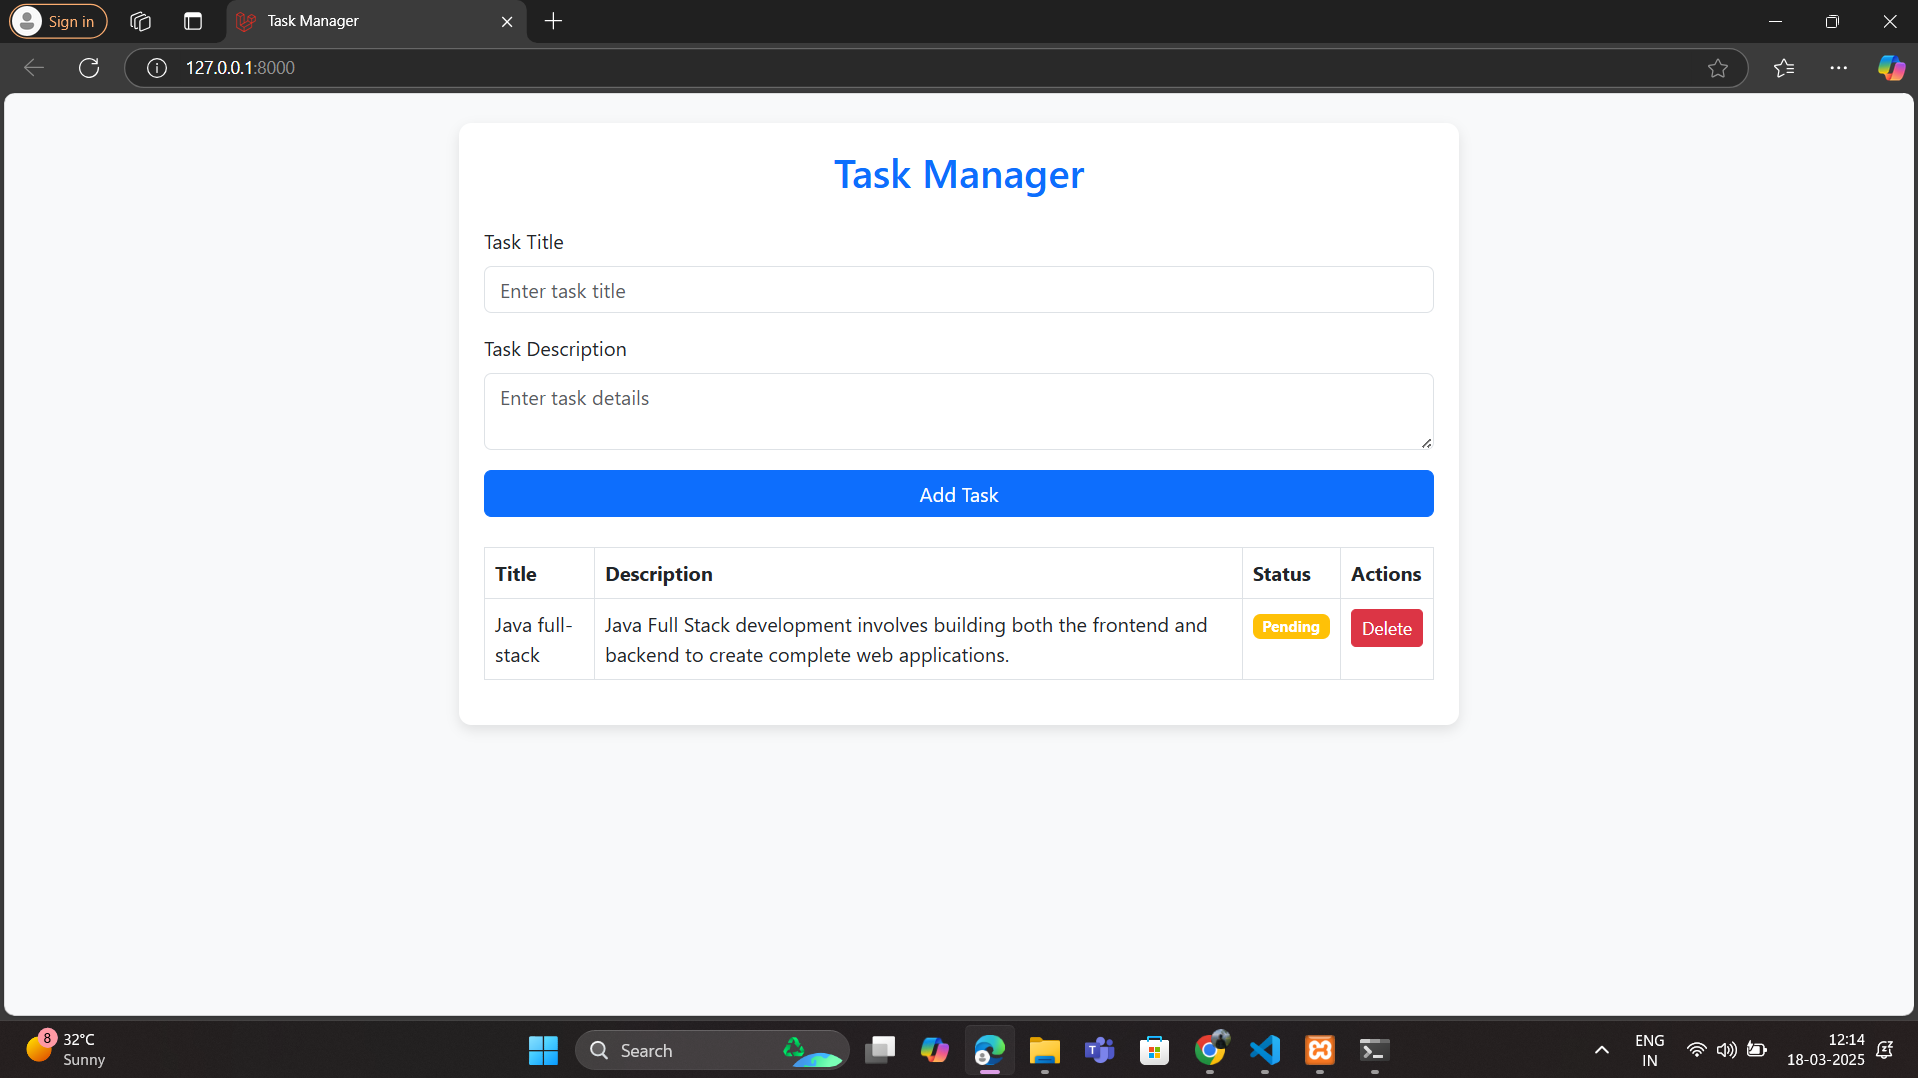 Sign in
Task Manager
127.0.0.1:8000
Task Manager
Task Title
Enter task title
Task Description
Enter task details
Add Task
Title Description Status Actions
Java full- Java Full Stack development involves building both the frontend and Pending Delete
stack backend to create complete web applications.
8 32°C
Sunny
Search
ENG
IN
12:14
18-03-2025